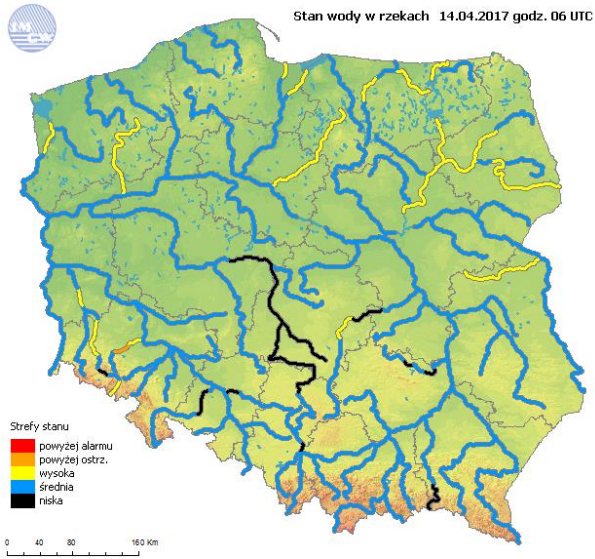 Stan wody w rzekach 14.04.2017 godz. 06 UTC
Strefy stanu
powyżej alarmu
powyżej ostrz.
wysoka
średnia
niska
0 40 80 160 Km